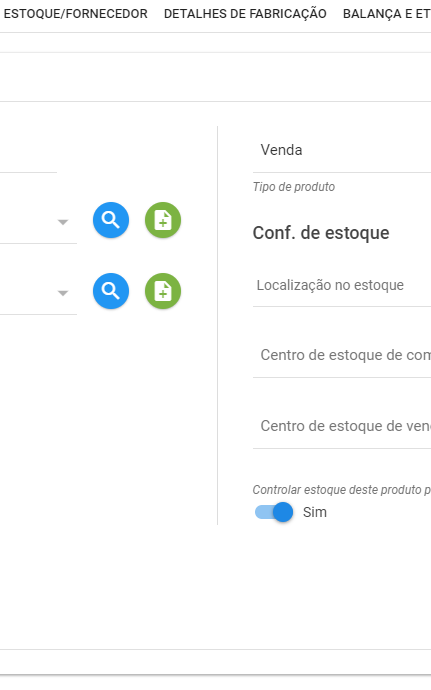 ESTOQUE/FORNECEDOR DETALHES DE FABRICAÇÃO BALANÇA E ET
Venda
Tipo de produto
Conf. de estoque
Localização no estoque
Centro de estoque de com
Centro de estoque de ven
Controlar estoque deste produto p
Sim